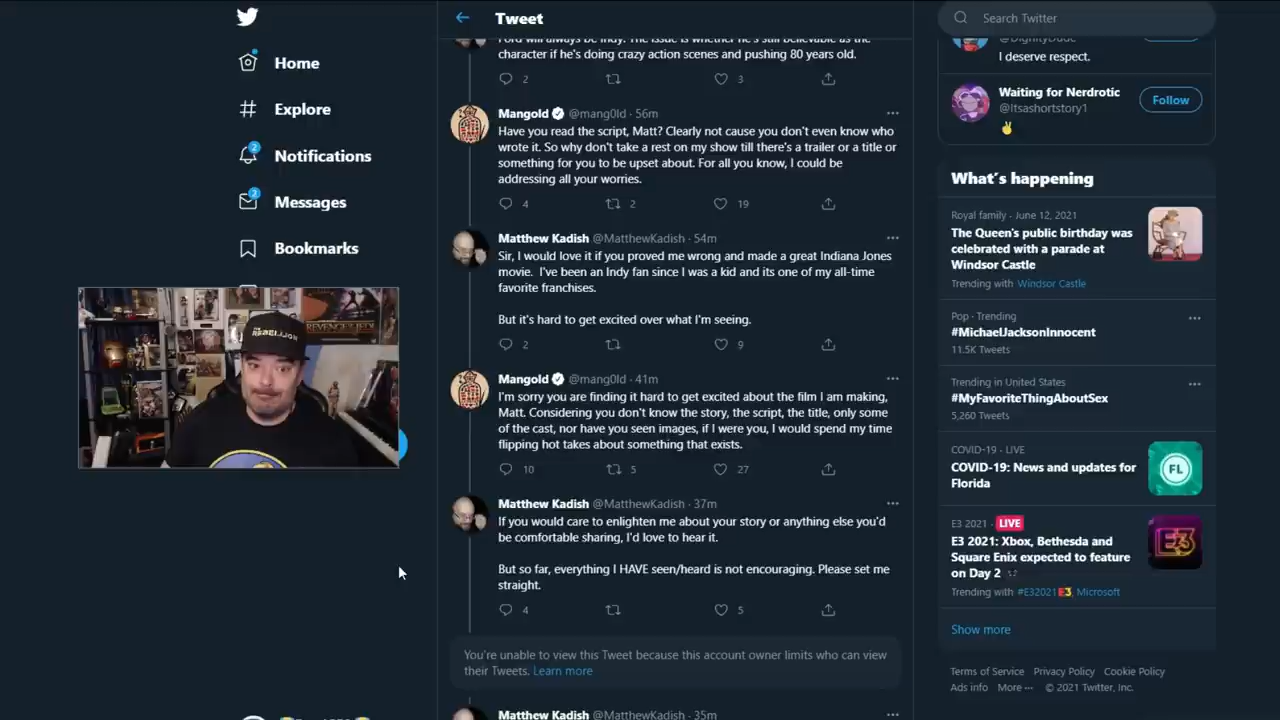 Tweet
Search Twitter
Home
Explore
2
Notifications
2
Messages
Bookmarks
Ford will always be Indy. The issue is whether he's still believable as the
character if he's doing crazy action scenes and pushing 80 years old.
2 3
Mangold @mang0ld · 56m
Have you read the script, Matt? Clearly not cause you don't even know who
wrote it. So why don't take a rest on my show till there's a trailer or a title or
something for you to be upset about. For all you know, I could be
addressing all your worries.
4 2 19
Matthew Kadish @MatthewKadish · 54m
Sir, I would love it if you proved me wrong and made a great Indiana Jones
movie. I've been an Indy fan since I was a kid and its one of my all-time
favorite franchises.
But it's hard to get excited over what I'm seeing.
2 9
Mangold @mang0ld · 41m
I'm sorry you are finding it hard to get excited about the film I am making,
Matt. Considering you don't know the story, the script, the title, only some
of the cast, nor have you seen images, if I were you, I would spend my time
flipping hot takes about something that exists.
10 5 27
Matthew Kadish @MatthewKadish · 37m
If you would care to enlighten me about your story or anything else you'd
be comfortable sharing, I'd love to hear it.
But so far, everything I HAVE seen/heard is not encouraging. Please set me
straight.
4 5
You're unable to view this Tweet because this account owner limits who can view
their Tweets. Learn more
Matthew Kadish @MatthewKadish · 35m
@DignityDude
I deserve respect.
Waiting for Nerdrotic
@Itsashortstory1
Follow
✌
What's happening
Royal family · June 12, 2021
The Queen's public birthday was
celebrated with a parade at
Windsor Castle
Trending with Windsor Castle
Pop · Trending
#MichaelJacksonInnocent
11.5K Tweets
Trending in United States
#MyFavoriteThingAboutSex
5,260 Tweets
COVID-19 · LIVE
COVID-19: News and updates for
Florida
FL
E3 2021 · LIVE
E3 2021: Xbox, Bethesda and
Square Enix expected to feature
on Day 2
E3
Trending with #E32021 E3, Microsoft
Show more
Terms of Service Privacy Policy Cookie Policy
Ads info More ··· © 2021 Twitter, Inc.
REVENGE OF THE JEDI